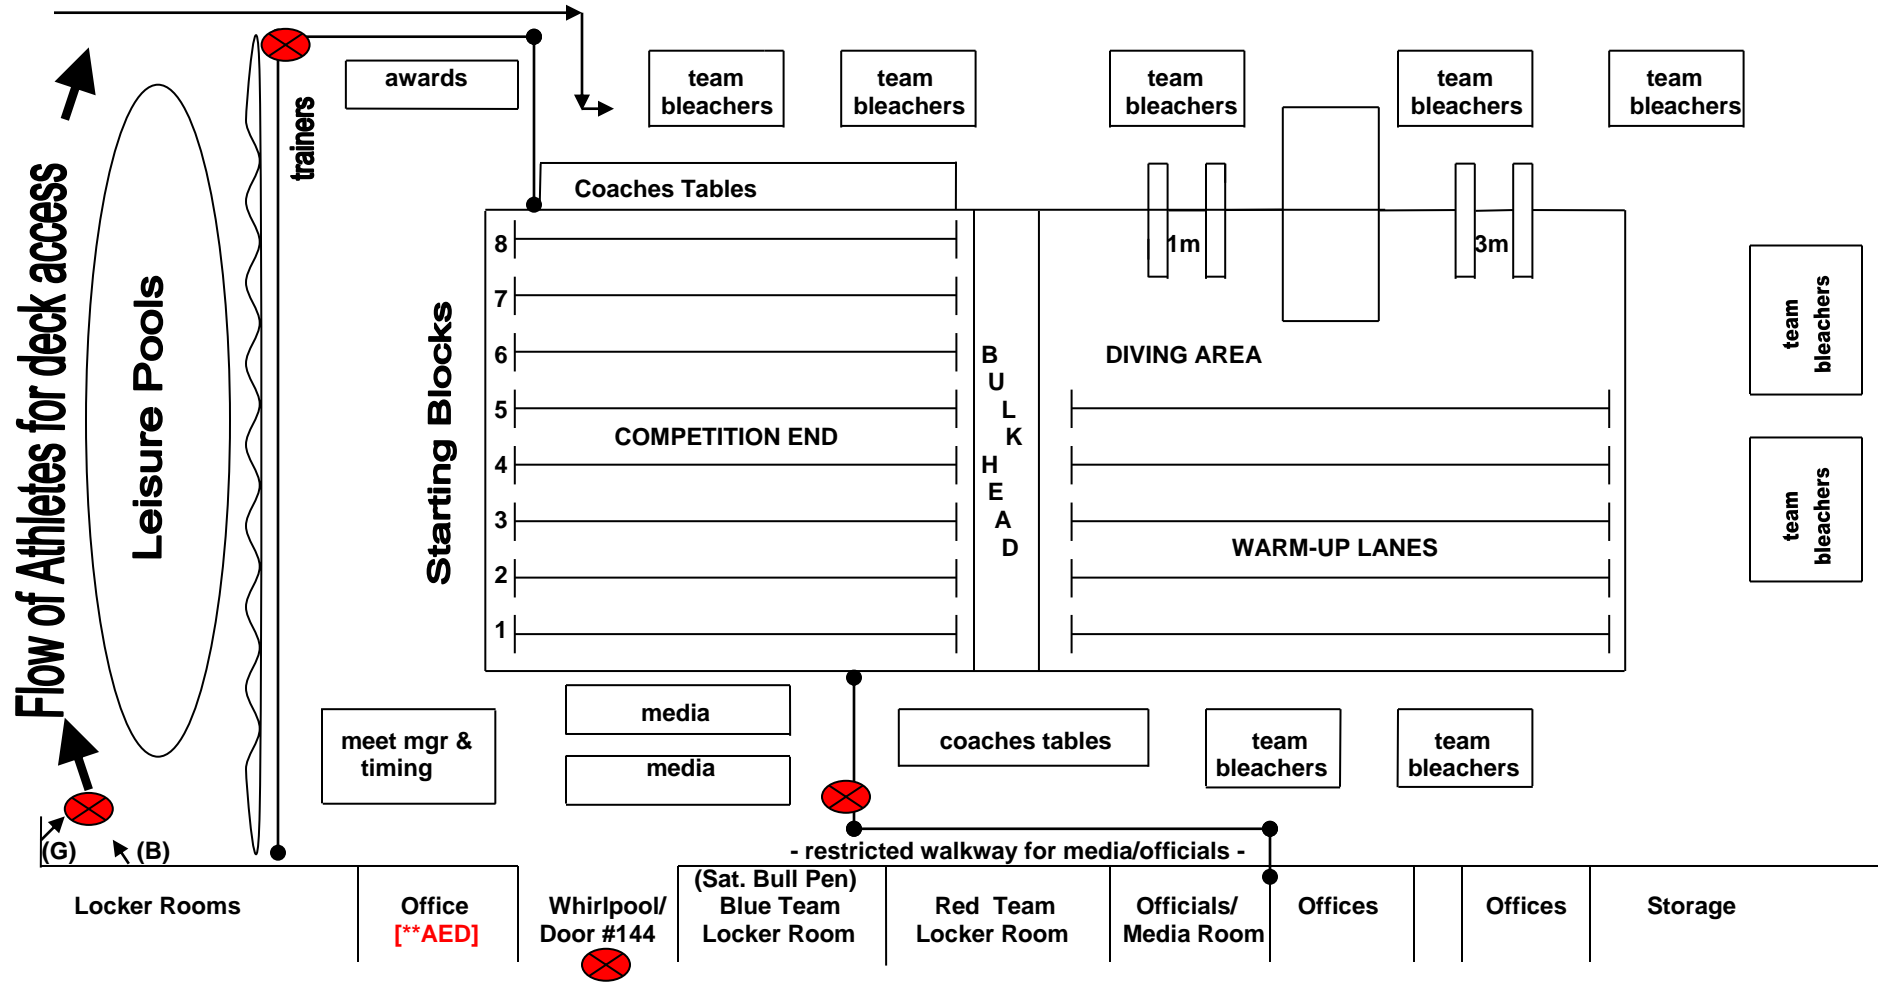 awards
team
bleachers
team
bleachers
team
bleachers
team
bleachers
team
bleachers
trainers
Flow of Athletes for deck access
Leisure Pools
Coaches Tables
Starting Blocks
8
7
6
5
4
3
2
1
COMPETITION END
B
U
L
K
H
E
A
D
1m
3m
DIVING AREA
WARM-UP LANES
team
bleachers
team
bleachers
meet mgr &
timing
media
media
coaches tables
team
bleachers
team
bleachers
(G)
(B)
- restricted walkway for media/officials -
Locker Rooms
Office
[**AED]
Whirlpool/
Door #144
(Sat. Bull Pen)
Blue Team
Locker Room
Red Team
Locker Room
Officials/
Media Room
Offices
Offices
Storage